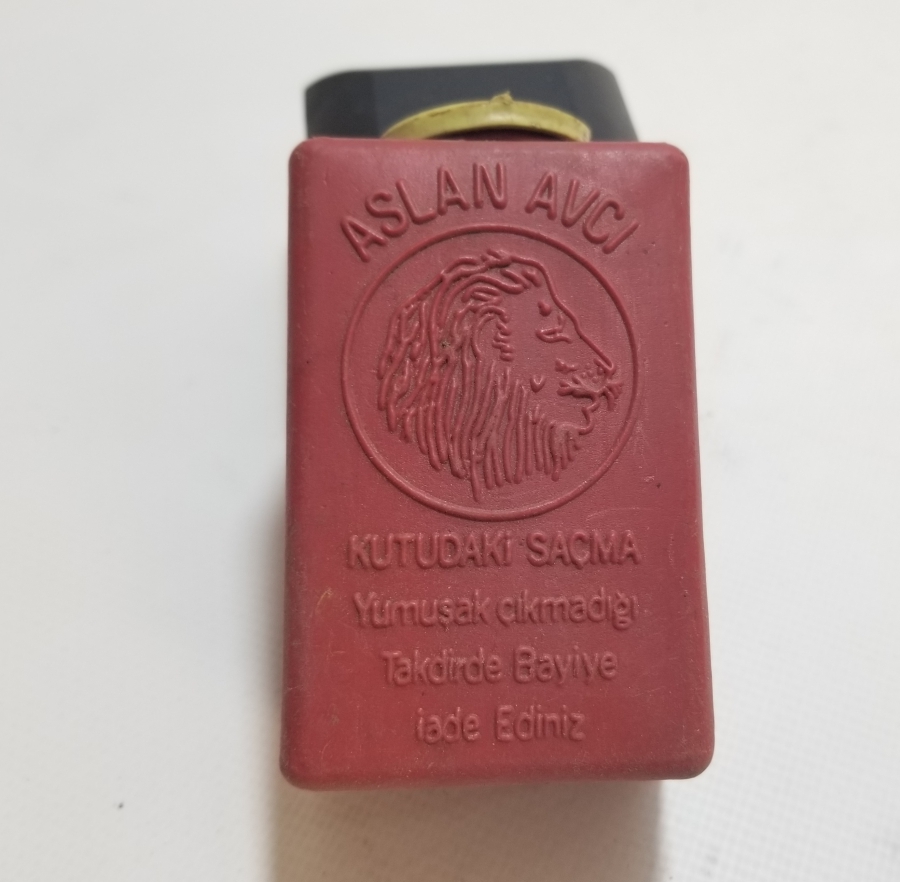 ASLAN AVCI
KUTUDAKİ SAÇMA
Yumuşak çıkmadığı
Takdirde Bayiye
iade Ediniz